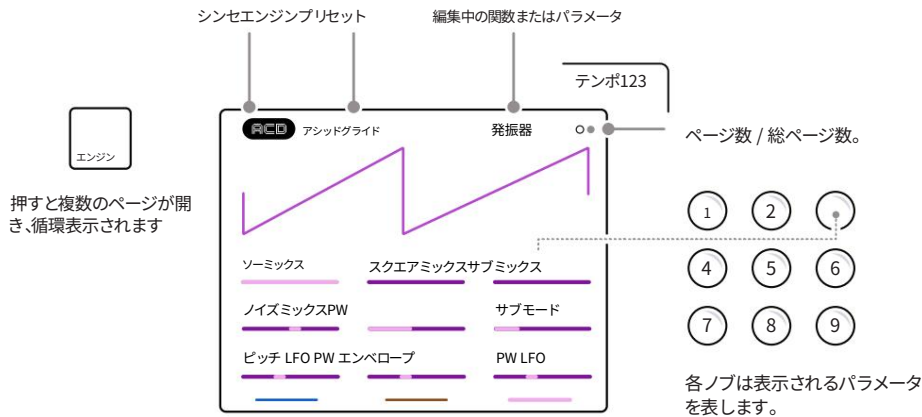 シンセエンジンプリセット
編集中の関数またはパラメータ
テンポ123
ACD アシッドグライド 発振器
エンジン
ページ数 / 総ページ数。
押すと複数のページが開
き、循環表示されます
1 2
ソーミックス スクエアミックスサブミックス
4 5 6
ノイズミックスPW サブモード
7 8 9
ピッチ LFO PW エンベロープ PW LFO
各ノブは表示されるパラメータ
を表します。